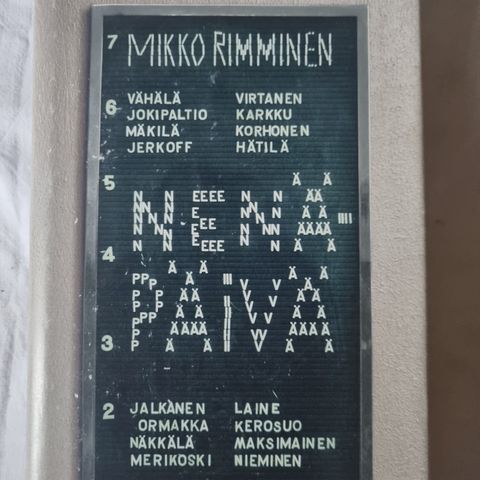 7 MIKKO RIMMINEN
6 VÄHÄLÄ VIRTANEN
JOKIPALTIO KARKKU
MÄKILÄ KORHONEN
JERKOFF HÄTILÄ
5 NENÄ-
4 PÄIVÄ
3
2 JALKANEN LAINE
ORMAKKA KEROSUO
NÄKKÄLÄ MAKSIMAINEN
MERIKOSKI NIEMINEN